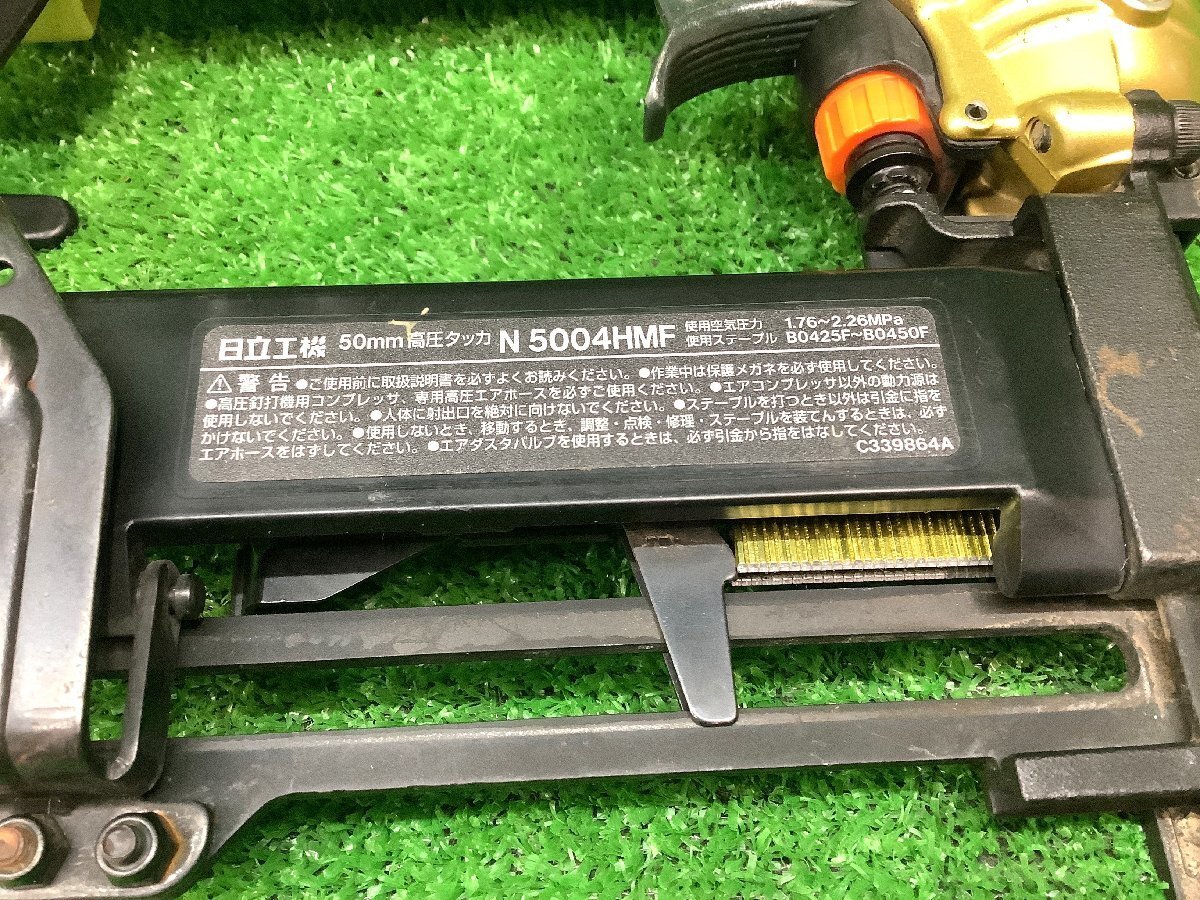 日立工機 50mm 高圧タッカ N 5004HMF 使用空気圧力 1.76～2.26MPa
使用ステープル B0425F~B0450F
⚠警告 ●ご使用前に取扱説明書を必ずよくお読みください。●作業中は保護メガネを必ず使用してください。
●高圧釘打機用コンプレッサ、専用高圧エアホースを必ずご使用ください。●エアコンプレッサ以外の動力源は
使用しないでください。●人体に射出口を絶対に向けないでください。●ステープルを打つとき以外は引金に指を
かけないでください。●使用しないとき、移動するとき、調整・点検・修理・ステープルを装てんするときは、必ず
エアホースをはずしてください。●エアダスタバルブを使用するときは、必ず引金から指をはなしてください。
C339864A